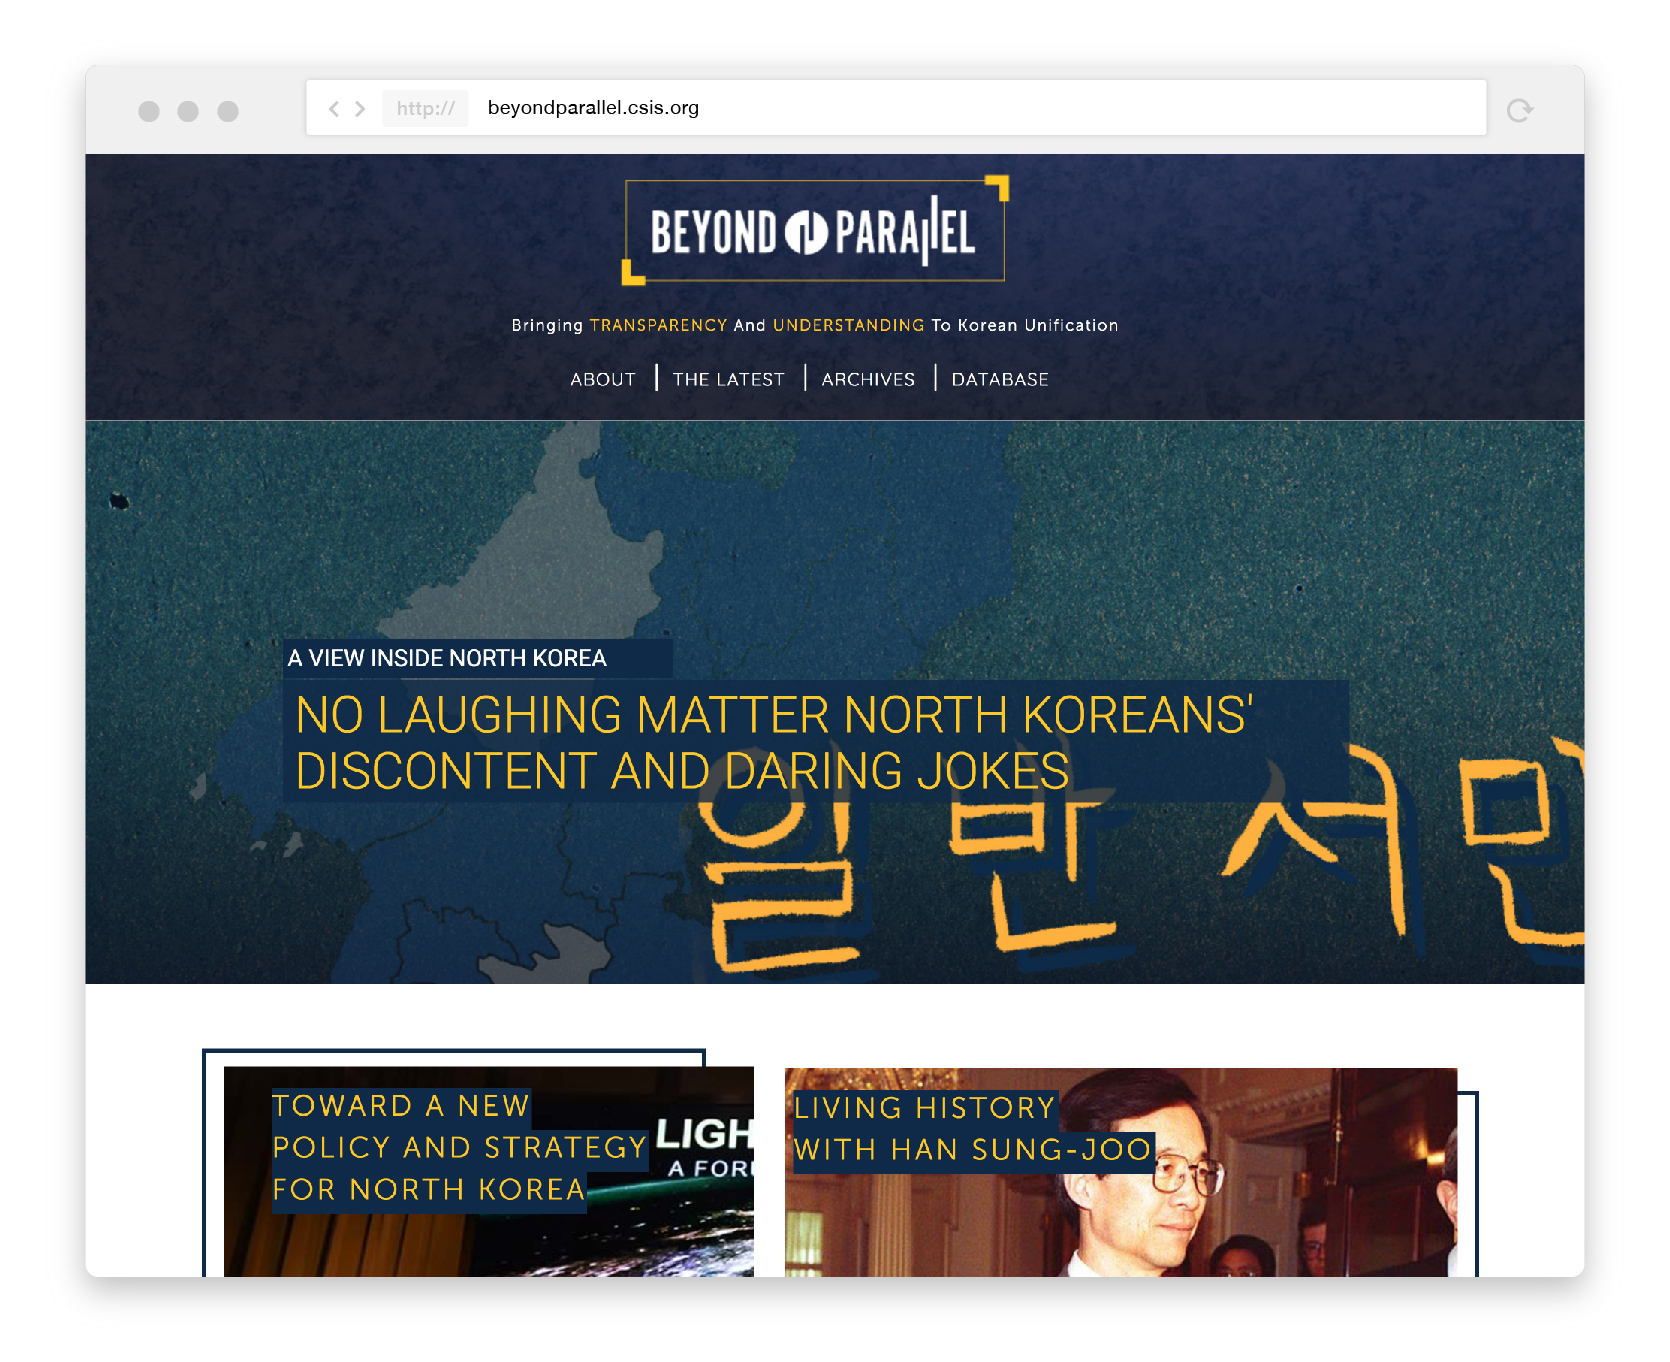 http:// beyondparallel.csis.org
BEYOND PARALLEL
Bringing TRANSPARENCY And UNDERSTANDING To Korean Unification
ABOUT | THE LATEST | ARCHIVES | DATABASE
A VIEW INSIDE NORTH KOREA
NO LAUGHING MATTER NORTH KOREANS'
DISCONTENT AND DARING JOKES
일반 서민
TOWARD A NEW
POLICY AND STRATEGY
FOR NORTH KOREA
LIGH
A FOR
LIVING HISTORY
WITH HAN SUNG-JOO